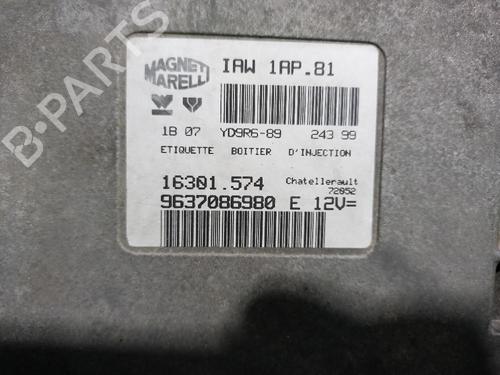 MAGNETI
MARELLI
IAW 1AP.81
1B 07 YD9R6-89 243 99
ETIQUETTE BOITIER D'INJECTION
16301.574 Chatellerault
72852
9637086980 E 12V=
B-PARTS